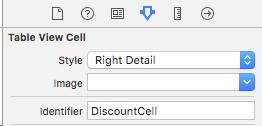 Table View Cell
Style Right Detail
Image
Identifier DiscountCell